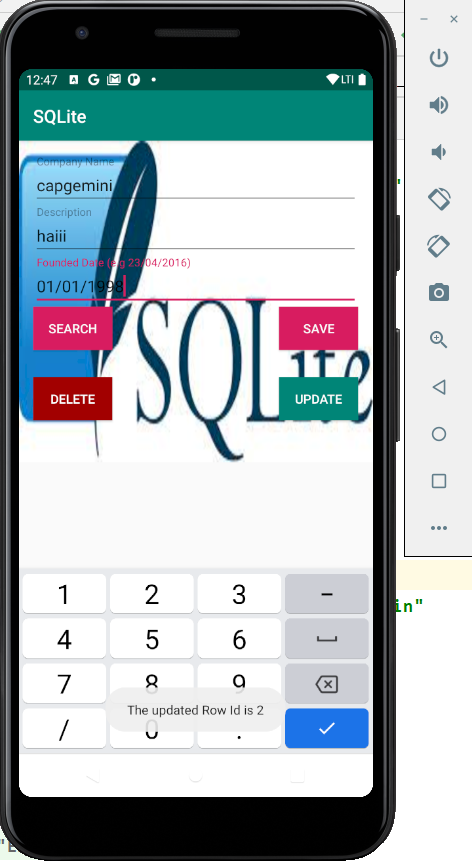 12:47 A G LTE
SQLite
Company Name
capgemini
Description
haiii
Founded Date (e.g 23/04/2016)
01/01/1998
SEARCH SAVE
SQLite
DELETE UPDATE
1 2 3 -
4 5 6
7 8 9
/ 0 .
The updated Row Id is 2
in"
"